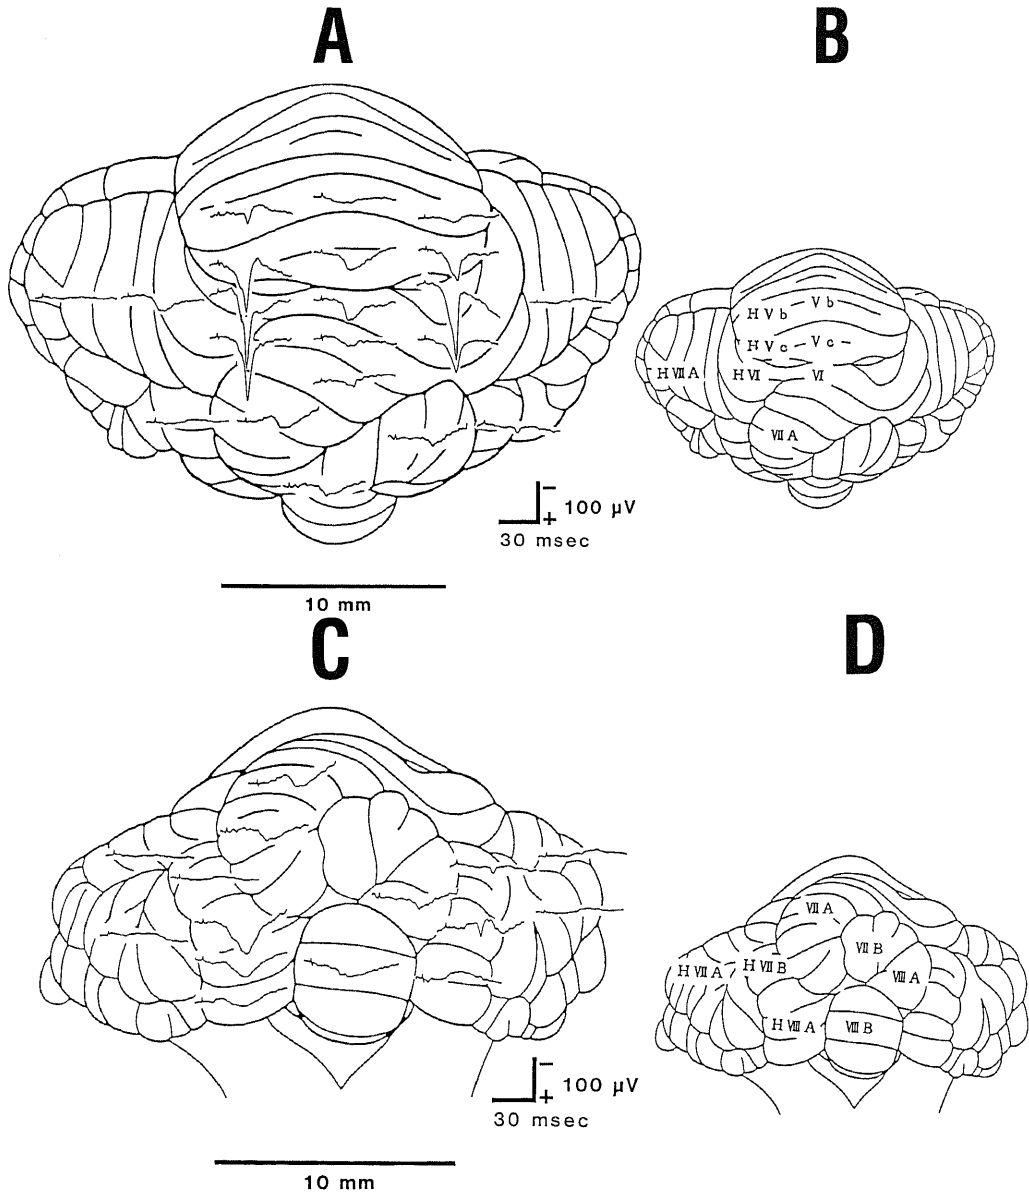 A
B
V b
H V b
H V c
V c
H VII A
H VI
VI
VII A
100 µV
30 msec
10 mm
C
D
VII A
VII B
H VII A
H VII B
VIII A
H VIII A
VIII B
100 µV
30 msec
10 mm